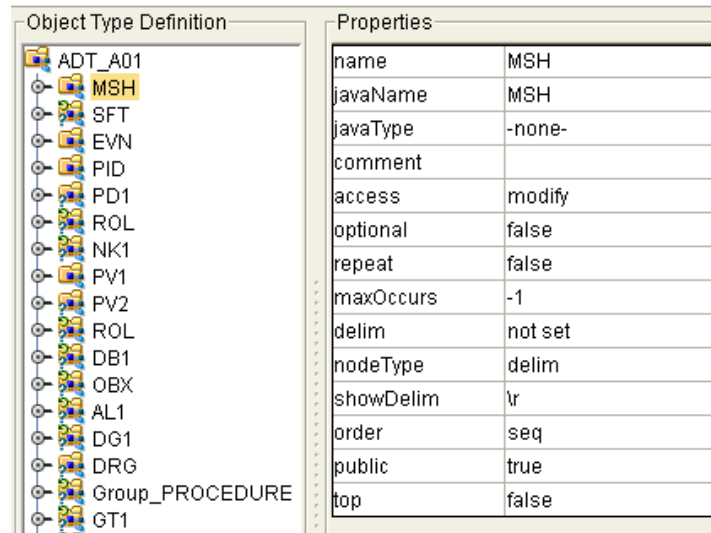 Object Type Definition
ADT_A01
MSH
SFT
EVN
PID
PD1
ROL
NK1
PV1
PV2
ROL
DB1
OBX
AL1
DG1
DRG
Group_PROCEDURE
GT1
Properties
name MSH
javaName MSH
javaType -none-
comment
access modify
optional false
repeat false
maxOccurs -1
delim not set
nodeType delim
showDelim \r
order seq
public true
top false